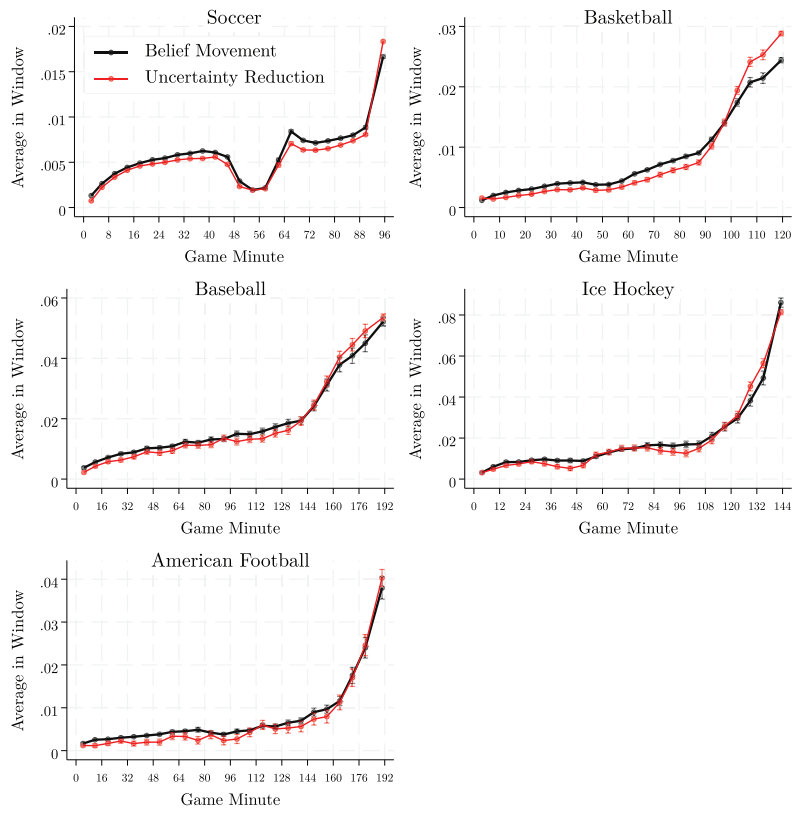 Soccer
Average in Window
.02
.015
.01
.005
0
Belief Movement
Uncertainty Reduction
0 8 16 24 32 40 48 56 64 72 80 88 96
Game Minute
Basketball
Average in Window
.03
.02
.01
0
0 10 20 30 40 50 60 70 80 90 100 110 120
Game Minute
Baseball
Average in Window
.06
.04
.02
0
0 16 32 48 64 80 96 112 128 144 160 176 192
Game Minute
Ice Hockey
Average in Window
.08
.06
.04
.02
0
0 12 24 36 48 60 72 84 96 108 120 132 144
Game Minute
American Football
Average in Window
.04
.03
.02
.01
0
0 16 32 48 64 80 96 112 128 144 160 176 192
Game Minute